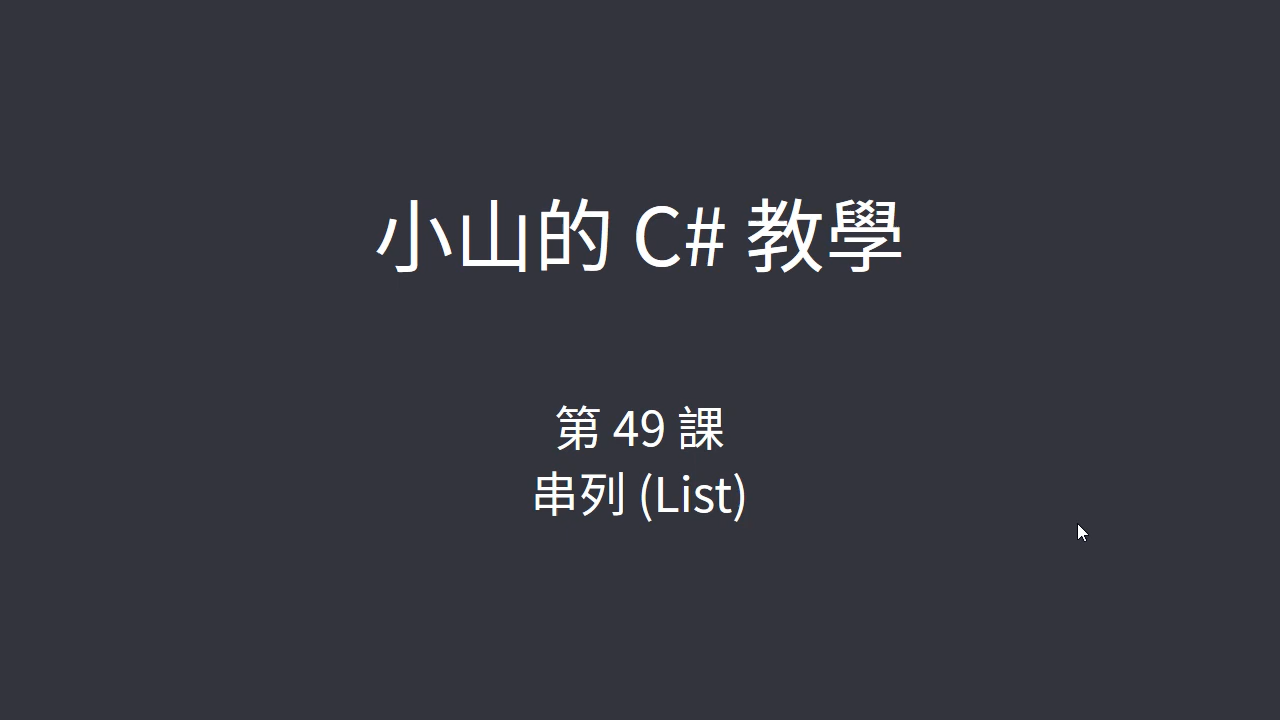 小山的 C# 教學
第 49 課
串列 (List)